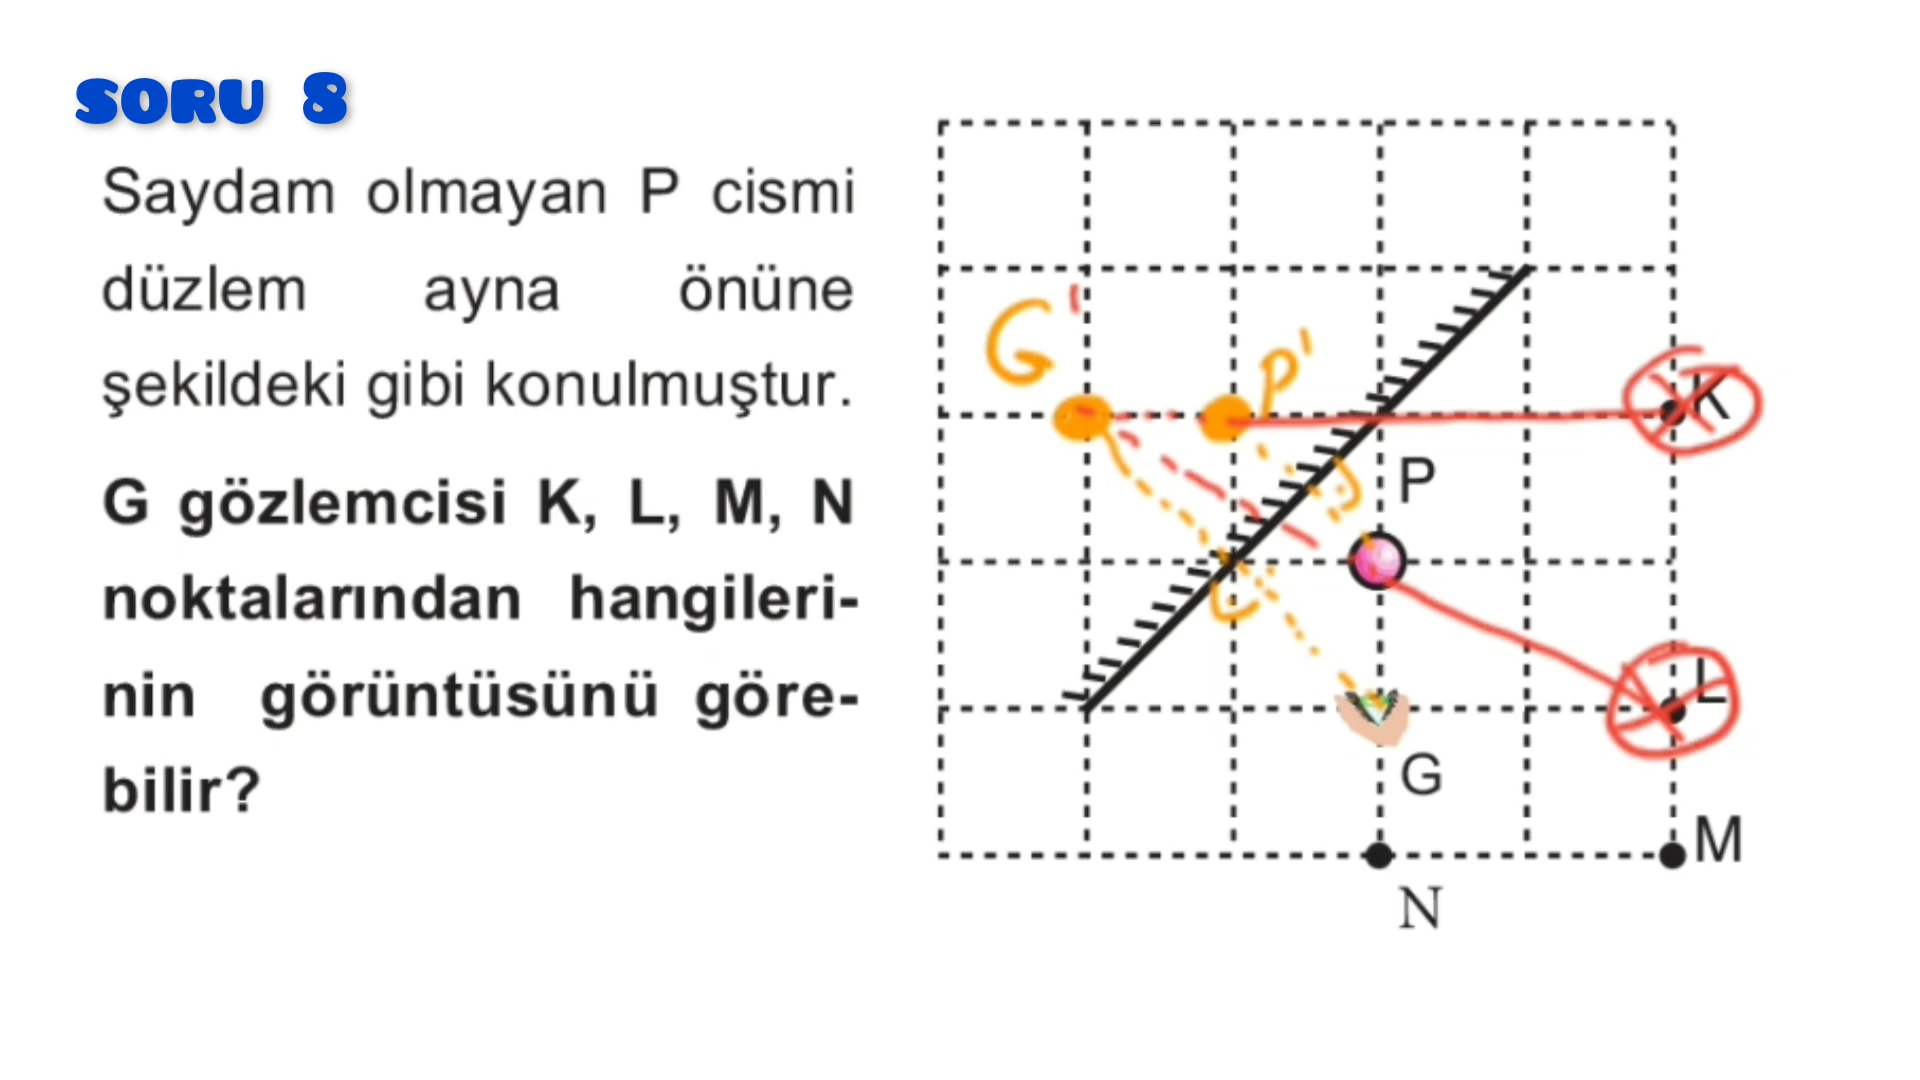 SORU 8
Saydam olmayan P cismi
düzlem ayna önüne
şekildeki gibi konulmuştur.
G gözlemcisi K, L, M, N
noktalarından hangileri-
nin görüntüsünü göre-
bilir?
G'
P'
K
P
L
G
M
N